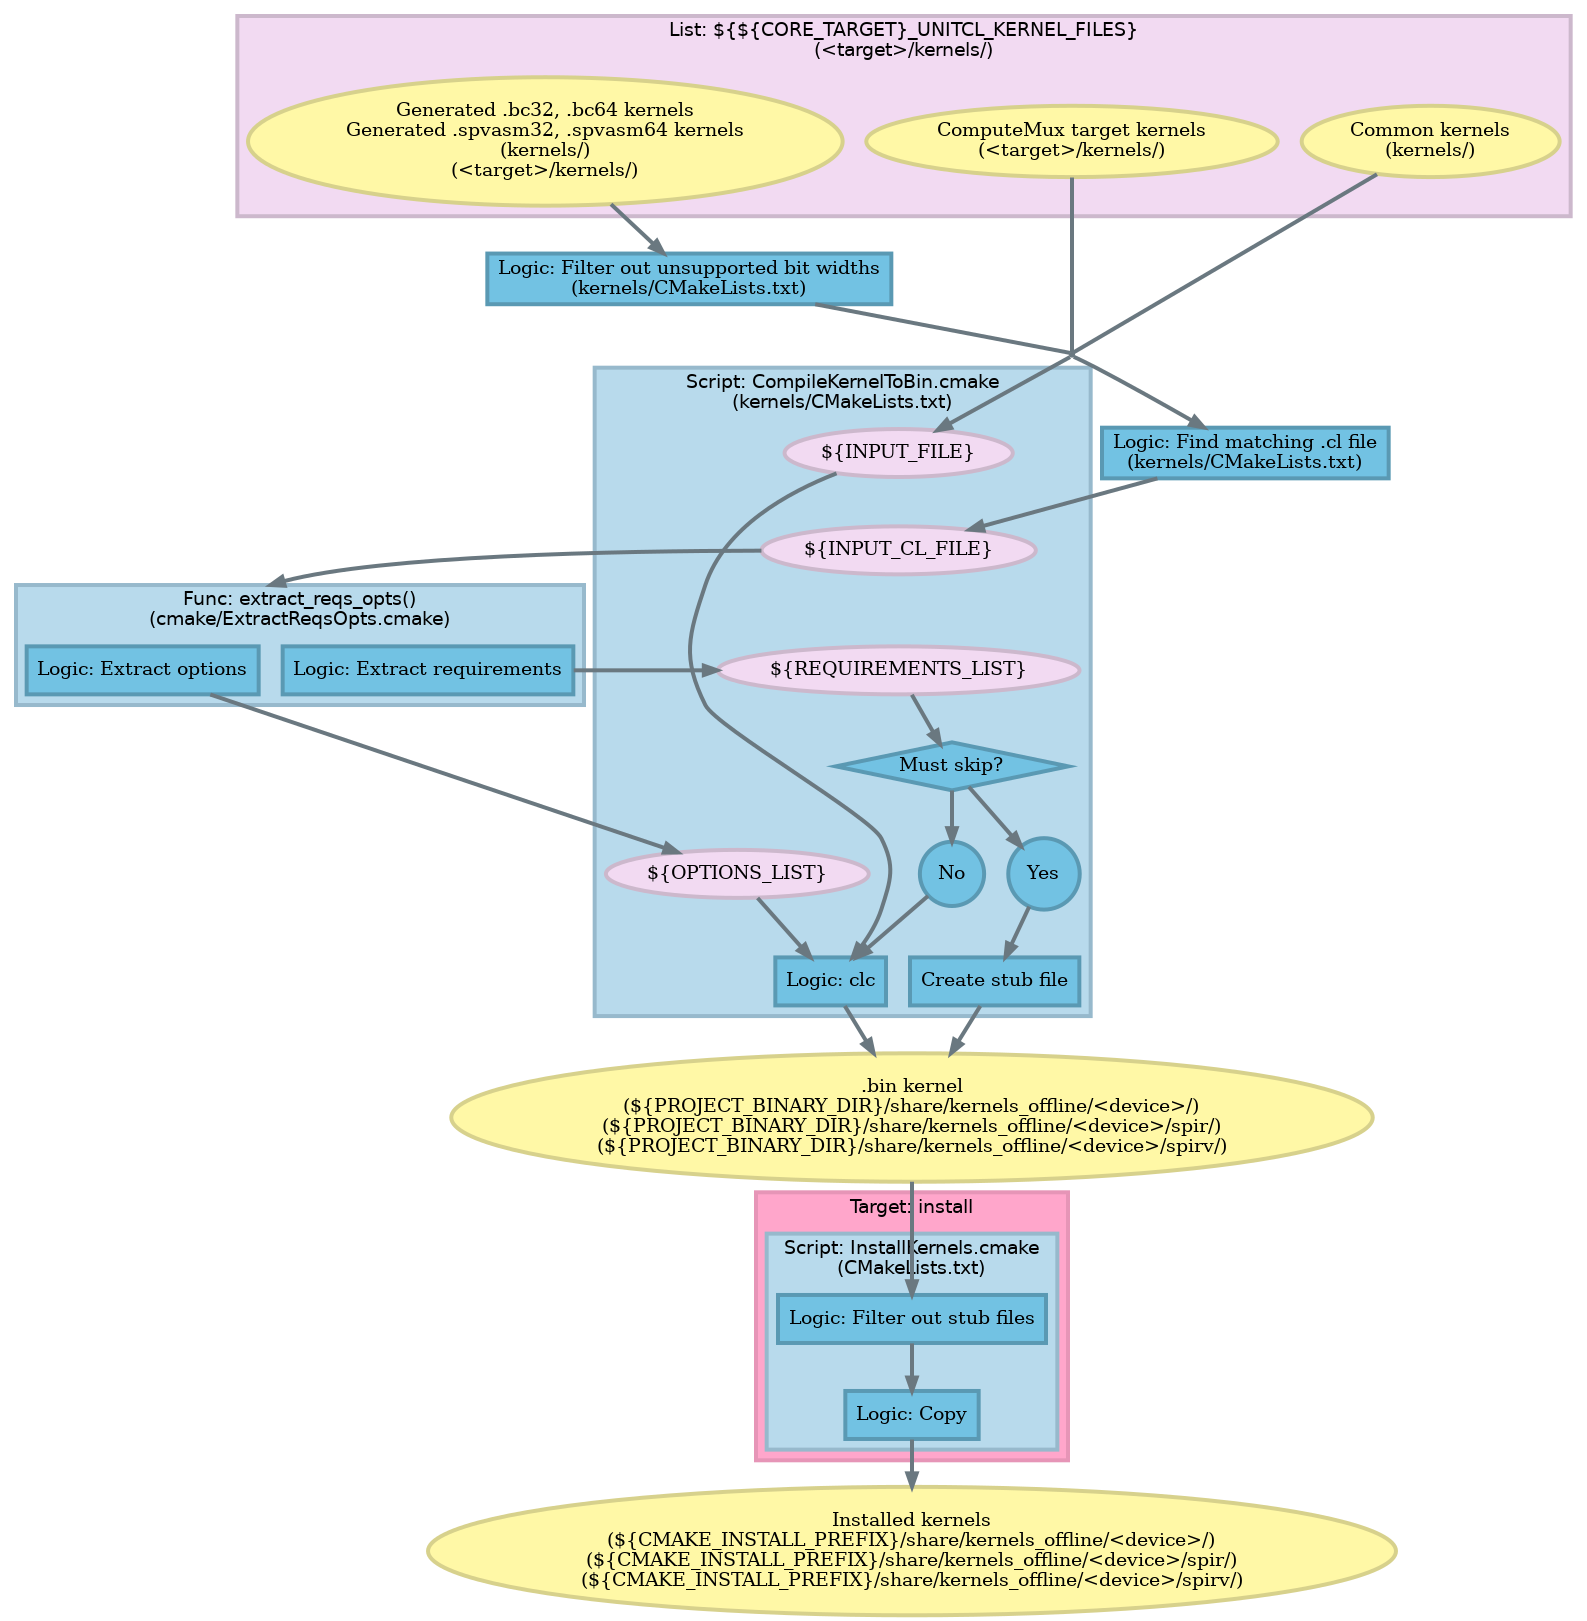 List: ${${CORE_TARGET}_UNITCL_KERNEL_FILES}
(<target>/kernels/)
Generated .bc32, .bc64 kernels
Generated .spvasm32, .spvasm64 kernels
(kernels/)
(<target>/kernels/)
ComputeMux target kernels
(<target>/kernels/)
Common kernels
(kernels/)
Logic: Filter out unsupported bit widths
(kernels/CMakeLists.txt)
Script: CompileKernelToBin.cmake
(kernels/CMakeLists.txt)
${INPUT_FILE}
Logic: Find matching .cl file
(kernels/CMakeLists.txt)
${INPUT_CL_FILE}
Func: extract_reqs_opts()
(cmake/ExtractReqsOpts.cmake)
Logic: Extract options
Logic: Extract requirements
${REQUIREMENTS_LIST}
Must skip?
${OPTIONS_LIST}
No
Yes
Logic: clc
Create stub file
.bin kernel
(${PROJECT_BINARY_DIR}/share/kernels_offline/<device>/)
(${PROJECT_BINARY_DIR}/share/kernels_offline/<device>/spir/)
(${PROJECT_BINARY_DIR}/share/kernels_offline/<device>/spirv/)
Target: install
Script: InstallKernels.cmake
(CMakeLists.txt)
Logic: Filter out stub files
Logic: Copy
Installed kernels
(${CMAKE_INSTALL_PREFIX}/share/kernels_offline/<device>/)
(${CMAKE_INSTALL_PREFIX}/share/kernels_offline/<device>/spir/)
(${CMAKE_INSTALL_PREFIX}/share/kernels_offline/<device>/spirv/)